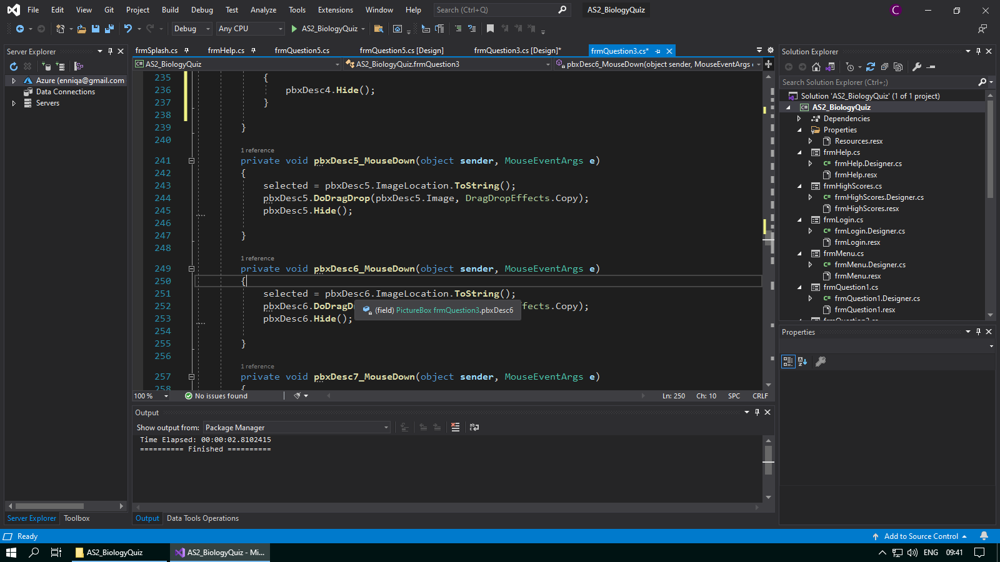 File Edit View Git Project Build Debug Test Analyze Tools Extensions Window Help Search (Ctrl+Q) AS2_BiologyQuiz C
Debug Any CPU AS2_BiologyQuiz
Server Explorer
Azure (enniqa@gmail.com
Data Connections
Servers
Server Explorer Toolbox
frmSplash.cs frmHelp.cs frmQuestion5.cs frmQuestion5.cs [Design] frmQuestion3.cs [Design]* frmQuestion3.cs*
C# AS2_BiologyQuiz AS2_BiologyQuiz.frmQuestion3 pbxDesc6_MouseDown(object sender, MouseEventArgs e
235 {
236 pbxDesc4.Hide();
237 }
238
239 }
240
1 reference
241 private void pbxDesc5_MouseDown(object sender, MouseEventArgs e)
242 {
243 selected = pbxDesc5.ImageLocation.ToString();
244 pbxDesc5.DoDragDrop(pbxDesc5.Image, DragDropEffects.Copy);
245 pbxDesc5.Hide();
246
247 }
248
1 reference
249 private void pbxDesc6_MouseDown(object sender, MouseEventArgs e)
250 {
251 selected = pbxDesc6.ImageLocation.ToString();
252 pbxDesc6.DoDragD ffects.Copy);
(field) PictureBox frmQuestion3.pbxDesc6
253 pbxDesc6.Hide();
254
255 }
256
1 reference
257 private void pbxDesc7_MouseDown(object sender, MouseEventArgs e)
258 {
100 % No issues found Ln: 250 Ch: 10 SPC CRLF
Output
Show output from: Package Manager
Time Elapsed: 00:00:02.8102415
========== Finished ==========
Output Data Tools Operations
Solution Explorer
Search Solution Explorer (Ctrl+;)
Solution 'AS2_BiologyQuiz' (1 of 1 project)
C# AS2_BiologyQuiz
Dependencies
Properties
Resources.resx
frmHelp.cs
C# frmHelp.Designer.cs
frmHelp.resx
frmHighScores.cs
C# frmHighScores.Designer.cs
frmHighScores.resx
frmLogin.cs
C# frmLogin.Designer.cs
frmLogin.resx
frmMenu.cs
C# frmMenu.Designer.cs
frmMenu.resx
frmQuestion1.cs
C# frmQuestion1.Designer.cs
frmQuestion1.resx
Properties
Ready Add to Source Control
AS2_BiologyQuiz AS2_BiologyQuiz - Mi... ENG 09:41